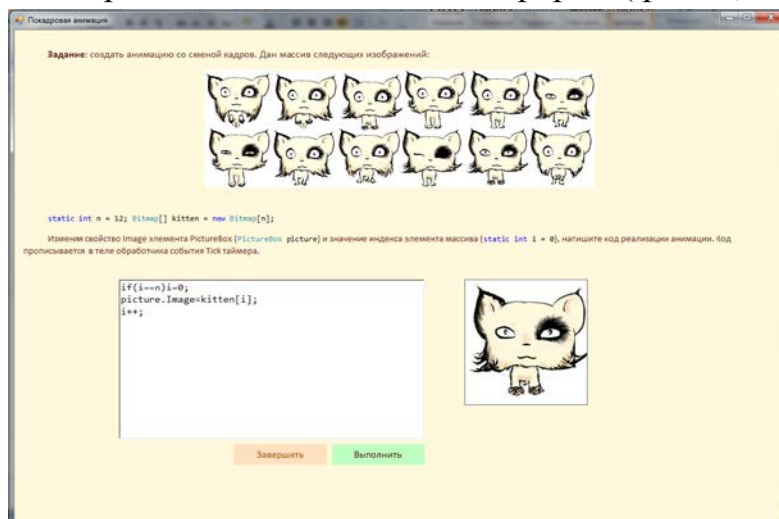 Покадровая анимация
Задание: создать анимацию со сменой кадров. Дан массив следующих изображений:
static int n = 12; Bitmap[] kitten = new Bitmap[n];
Изменяя свойство Image элемента PictureBox (PictureBox picture) и значение индекса элемента массива (static int i = 0), напишите код реализации анимации. Код
прописывается в теле обработчика события Tick таймера.
if(i==n)i=0;
picture.Image=kitten[i];
i++;
Завершить
Выполнить